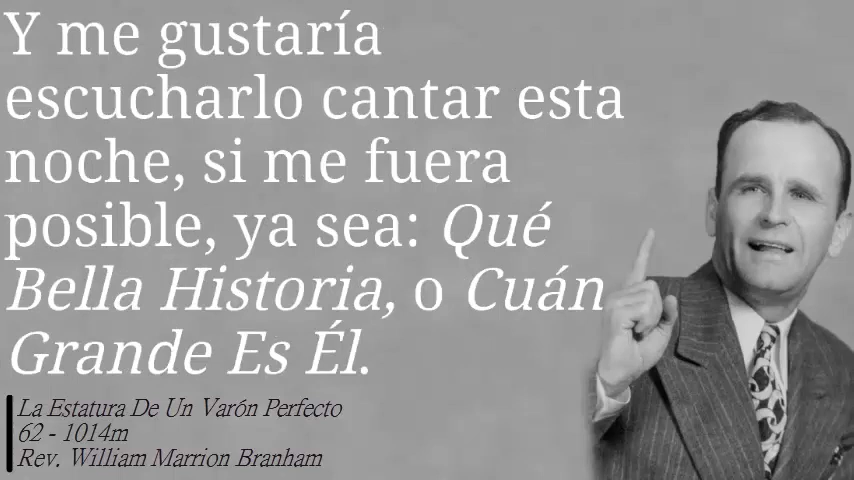 Y me gustaría
escucharlo cantar esta
noche, si me fuera
posible, ya sea: Qué
Bella Historia, o Cuán
Grande Es Él.
La Estatura De Un Varón Perfecto
62 - 1014m
Rev. William Marrion Branham